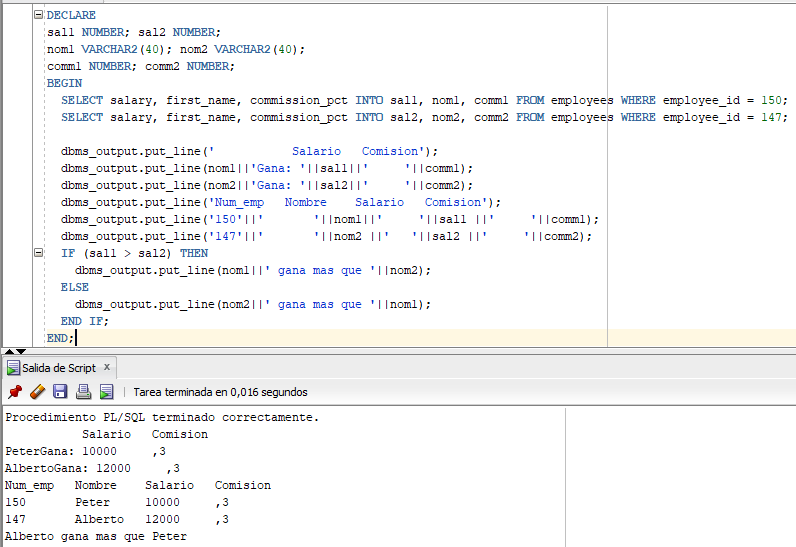 DECLARE
sal1 NUMBER; sal2 NUMBER;
nom1 VARCHAR2(40); nom2 VARCHAR2(40);
comm1 NUMBER; comm2 NUMBER;
BEGIN
  SELECT salary, first_name, commission_pct INTO sal1, nom1, comm1 FROM employees WHERE employee_id = 150;
  SELECT salary, first_name, commission_pct INTO sal2, nom2, comm2 FROM employees WHERE employee_id = 147;

  dbms_output.put_line('           Salario   Comision');
  dbms_output.put_line(nom1||'Gana: '||sal1||'     '||comm1);
  dbms_output.put_line(nom2||'Gana: '||sal2||'     '||comm2);
  dbms_output.put_line('Num_emp   Nombre    Salario   Comision');
  dbms_output.put_line('150'||'       '||nom1||'     '||sal1 ||'     '||comm1);
  dbms_output.put_line('147'||'       '||nom2 ||'   '||sal2 ||'     '||comm2);
  IF (sal1 > sal2) THEN
    dbms_output.put_line(nom1||' gana mas que '||nom2);
  ELSE
    dbms_output.put_line(nom2||' gana mas que '||nom1);
  END IF;
END;
Salida de Script x
Tarea terminada en 0,016 segundos
Procedimiento PL/SQL terminado correctamente.
           Salario   Comision
PeterGana: 10000     ,3
AlbertoGana: 12000     ,3
Num_emp   Nombre    Salario   Comision
150       Peter     10000     ,3
147       Alberto   12000     ,3
Alberto gana mas que Peter